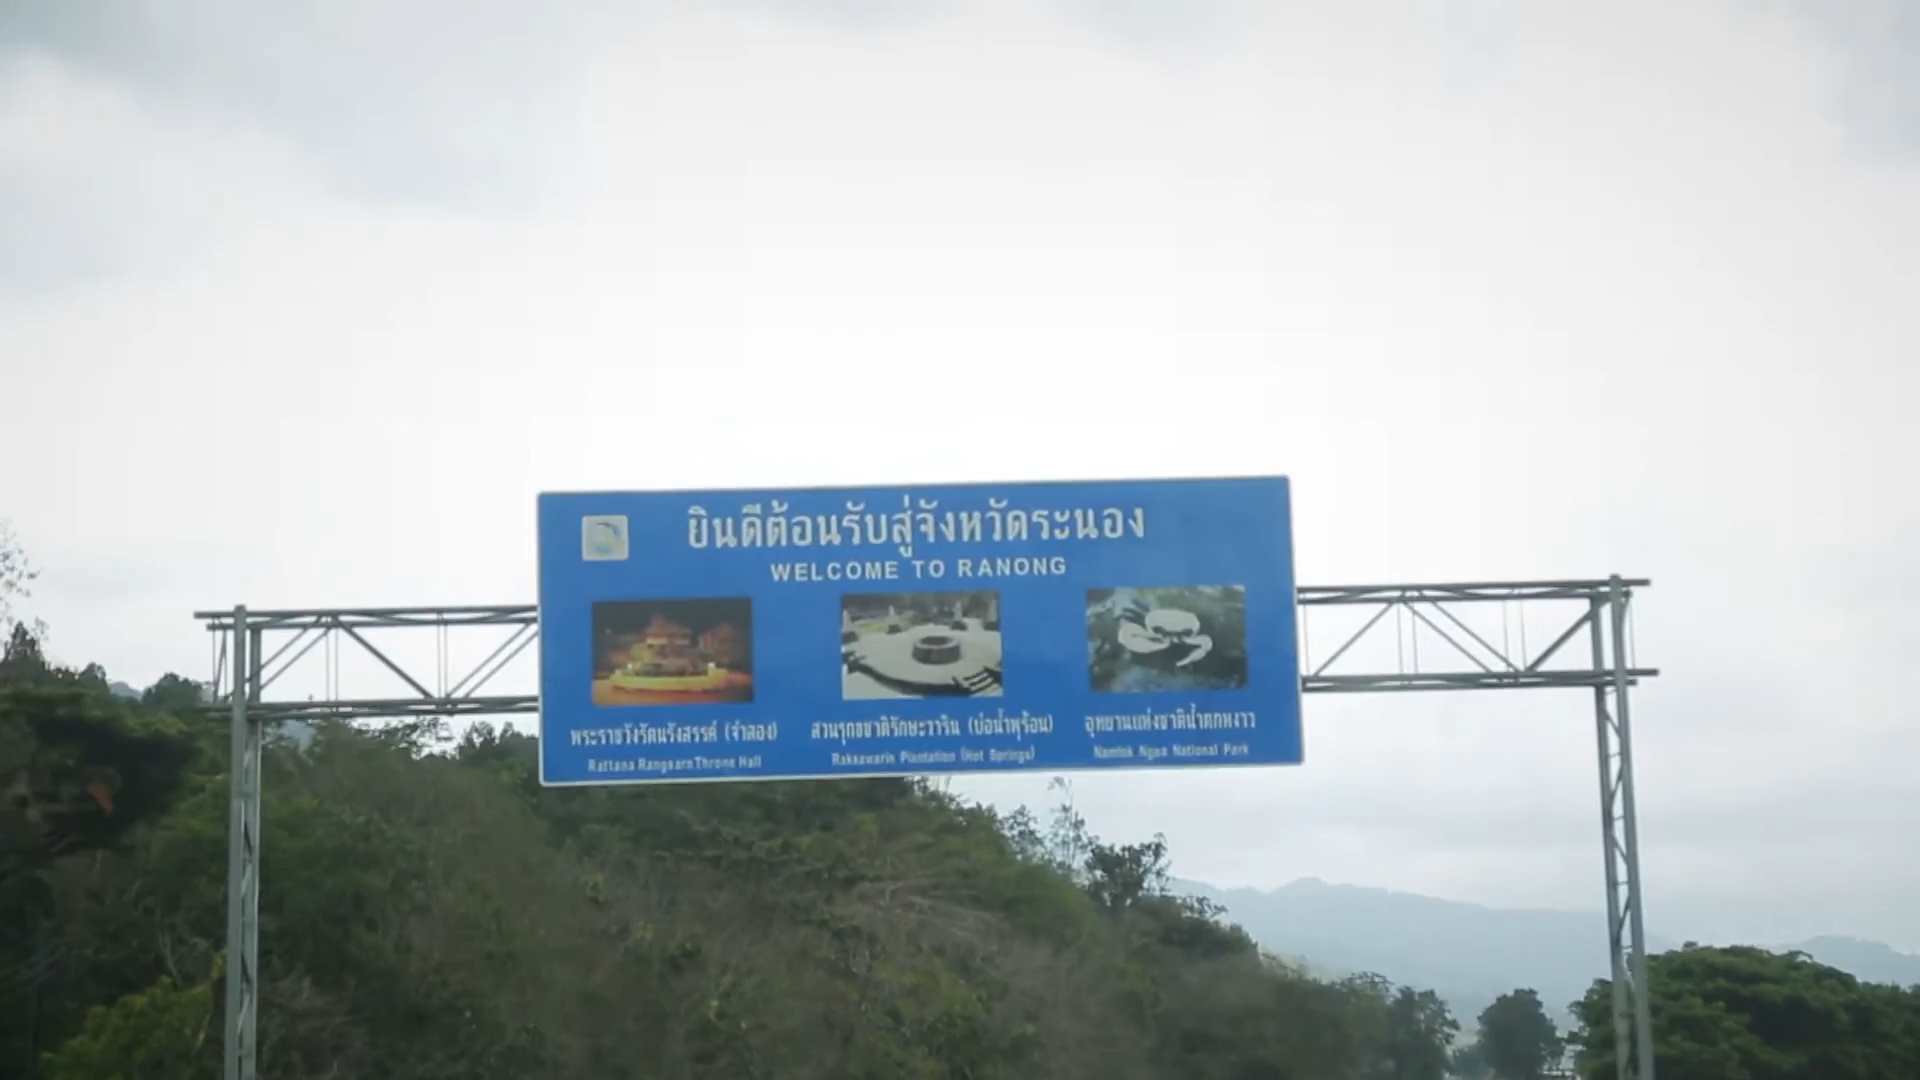 ยินดีต้อนรับสู่จังหวัดระนอง
WELCOME TO RANONG
พระราชวังรัตนรังสรรค์ (จำลอง)
Rattana Rangsarn Throne Hall
สวนรุกขชาติรักษะวาริน (บ่อน้ำพุร้อน)
Raksawarin Plantation (Hot Springs)
อุทยานแห่งชาติน้ำตกหงาว
Namtok Ngao National Park